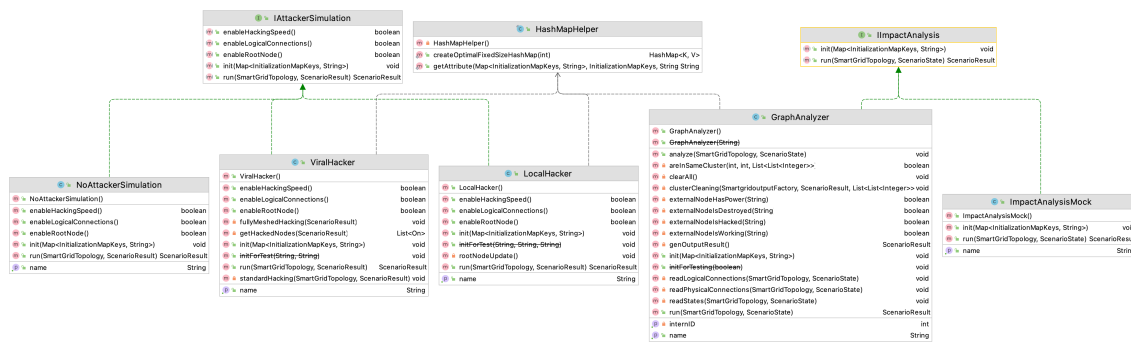 IAttackerSimulation
enableHackingSpeed() boolean
enableLogicalConnections() boolean
enableRootNode() boolean
init(Map<InitializationMapKeys, String>) void
run(SmartGridTopology, ScenarioResult) ScenarioResult
HashMapHelper
HashMapHelper()
createOptimalFixedSizeHashMap(int) HashMap<K, V>
getAttribute(Map<InitializationMapKeys, String>, InitializationMapKeys, String String
IImpactAnalysis
init(Map<InitializationMapKeys, String>) void
run(SmartGridTopology, ScenarioState) ScenarioResult
NoAttackerSimulation
NoAttackerSimulation()
enableHackingSpeed() boolean
enableLogicalConnections() boolean
enableRootNode() boolean
init(Map<InitializationMapKeys, String>) void
run(SmartGridTopology, ScenarioResult) ScenarioResult
name String
ViralHacker
ViralHacker()
enableHackingSpeed() boolean
enableLogicalConnections() boolean
enableRootNode() boolean
fullyMeshedHacking(ScenarioResult) void
getHackedNodes(ScenarioResult) List<On>
init(Map<InitializationMapKeys, String>) void
initForTest(String, String) void
run(SmartGridTopology, ScenarioResult) ScenarioResult
standardHacking(SmartGridTopology, ScenarioResult) void
name String
LocalHacker
LocalHacker()
enableHackingSpeed() boolean
enableLogicalConnections() boolean
enableRootNode() boolean
init(Map<InitializationMapKeys, String>) void
initForTest(String, String, String) void
rootNodeUpdate() void
run(SmartGridTopology, ScenarioResult) ScenarioResult
name String
GraphAnalyzer
GraphAnalyzer()
GraphAnalyzer(String)
analyze(SmartGridTopology, ScenarioState) void
areInSameCluster(int, int, List<List<Integer>>) boolean
clearAll() void
clusterCleaning(SmartgridoutputFactory, ScenarioResult, List<List<Integer>>) void
externalNodeHasPower(String) boolean
externalNodeIsDestroyed(String) boolean
externalNodeIsHacked(String) boolean
externalNodeIsWorking(String) boolean
genOutputResult() ScenarioResult
init(Map<InitializationMapKeys, String>) void
initForTesting(boolean) void
readLogicalConnections(SmartGridTopology, ScenarioState) void
readPhysicalConnections(SmartGridTopology, ScenarioState) void
readStates(SmartGridTopology, ScenarioState) void
run(SmartGridTopology, ScenarioState) ScenarioResult
internID int
name String
ImpactAnalysisMock
ImpactAnalysisMock()
init(Map<InitializationMapKeys, String>)
run(SmartGridTopology, ScenarioState)
name